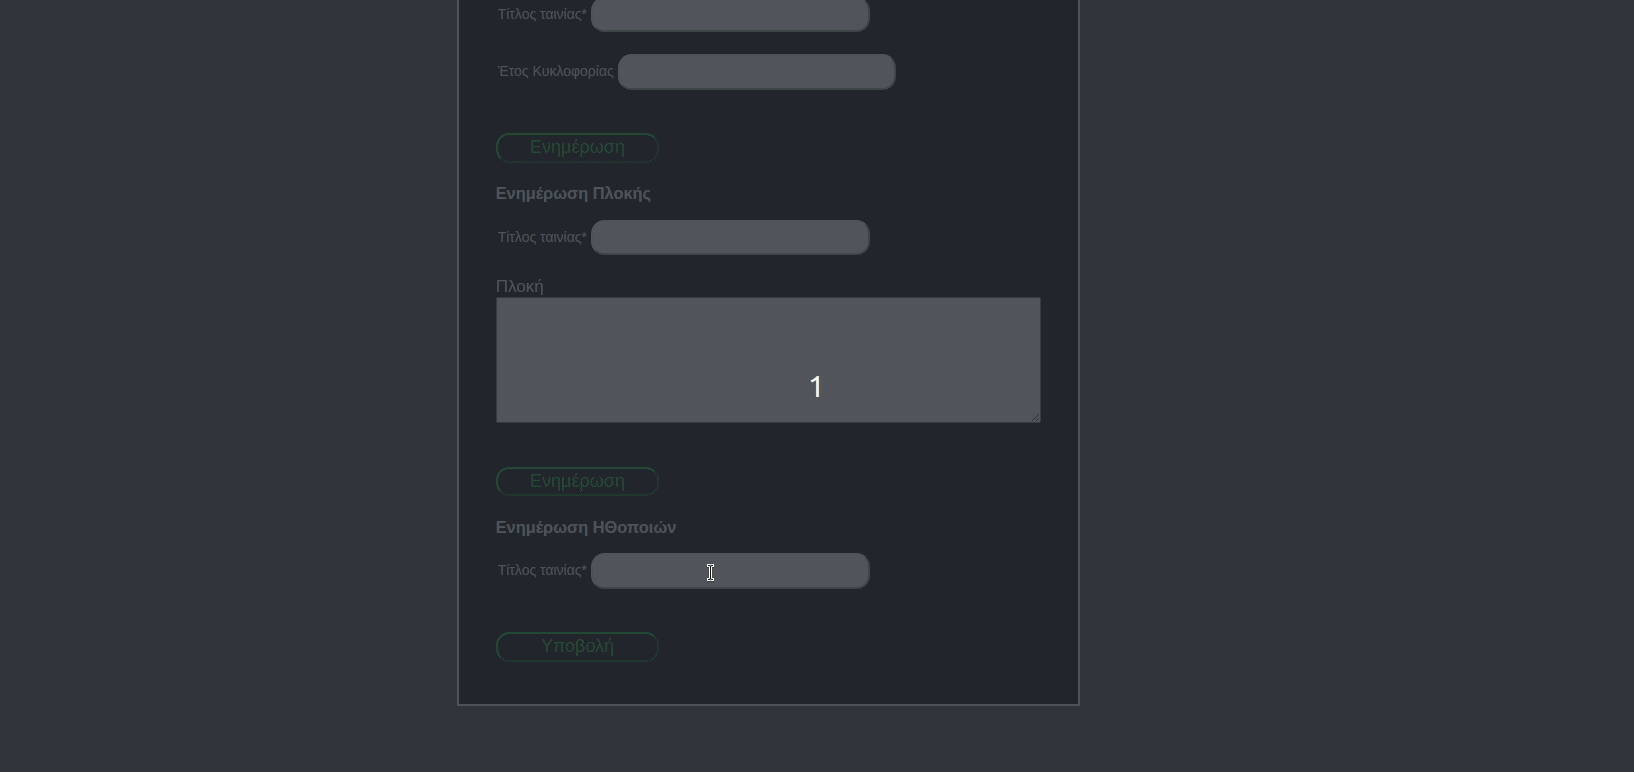 Τίτλος ταινίας*
Έτος Κυκλοφορίας
Ενημέρωση
Ενημέρωση Πλοκής
Τίτλος ταινίας*
Πλοκή
1
Ενημέρωση
Ενημέρωση ΗΘοποιών
Τίτλος ταινίας*
Υποβολή